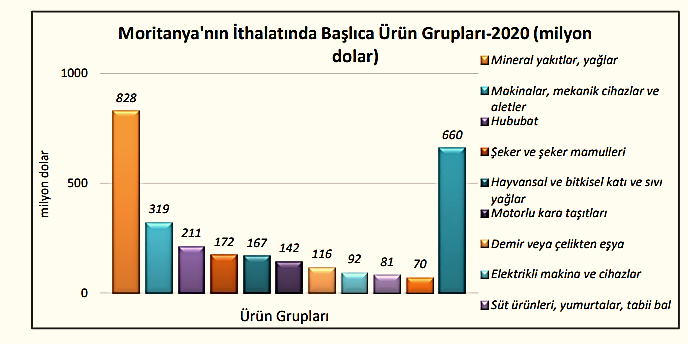 Moritanya'nın İthalatında Başlıca Ürün Grupları-2020 (milyon
dolar)
1000
500
0
milyon dolar
828
319
211
172
167
142
116
92
81
70
660
Ürün Grupları
Mineral yakıtlar, yağlar
Makinalar, mekanik cihazlar ve
aletler
Hububat
Şeker ve şeker mamulleri
Hayvansal ve bitkisel katı ve sıvı
yağlar
Motorlu kara taşıtları
Demir veya çelikten eşya
Elektrikli makina ve cihazlar
Süt ürünleri, yumurtalar, tabii bal